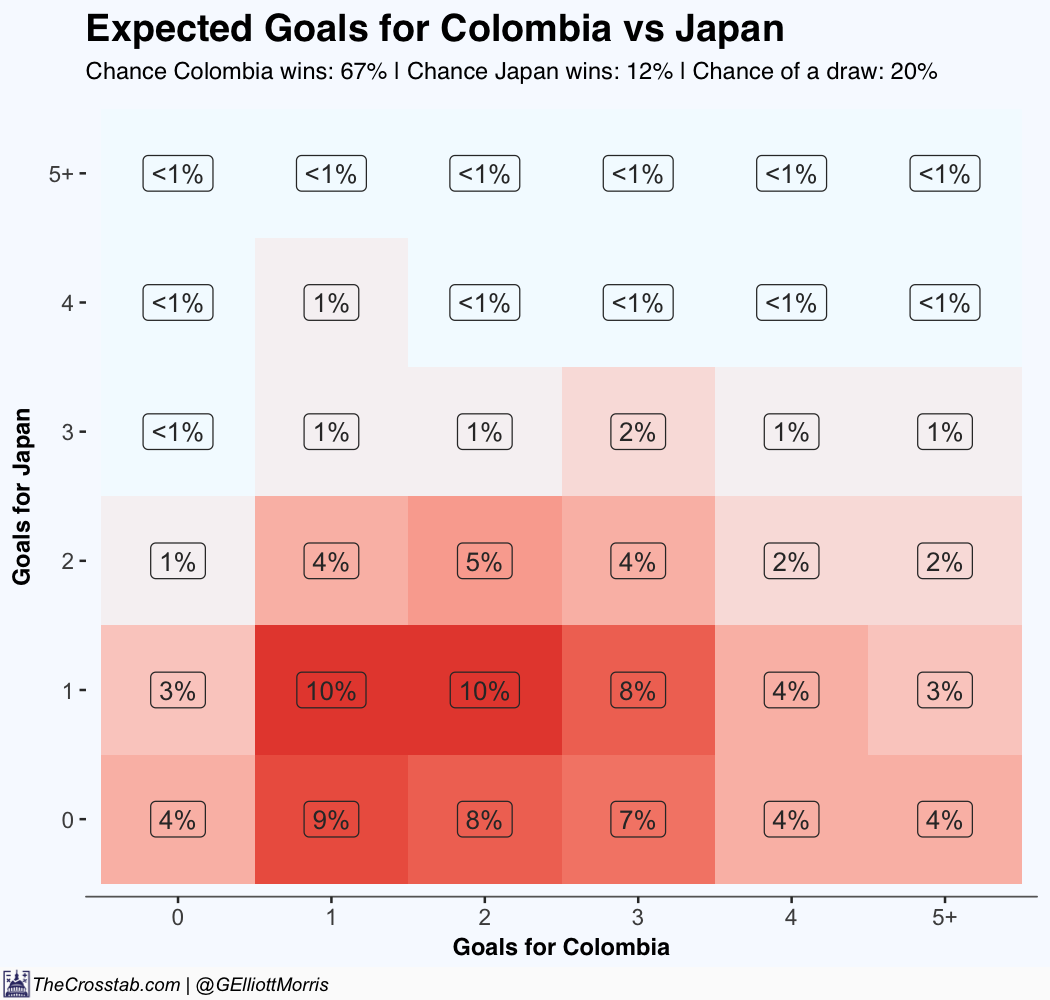 Expected Goals for Colombia vs Japan
Chance Colombia wins: 67% | Chance Japan wins: 12% | Chance of a draw: 20%
Goals for Japan
5+ <1% <1% <1% <1% <1% <1%
4 <1% 1% <1% <1% <1% <1%
3 <1% 1% 1% 2% 1% 1%
2 1% 4% 5% 4% 2% 2%
1 3% 10% 10% 8% 4% 3%
0 4% 9% 8% 7% 4% 4%
0 1 2 3 4 5+
Goals for Colombia
TheCrosstab.com | @GElliottMorris